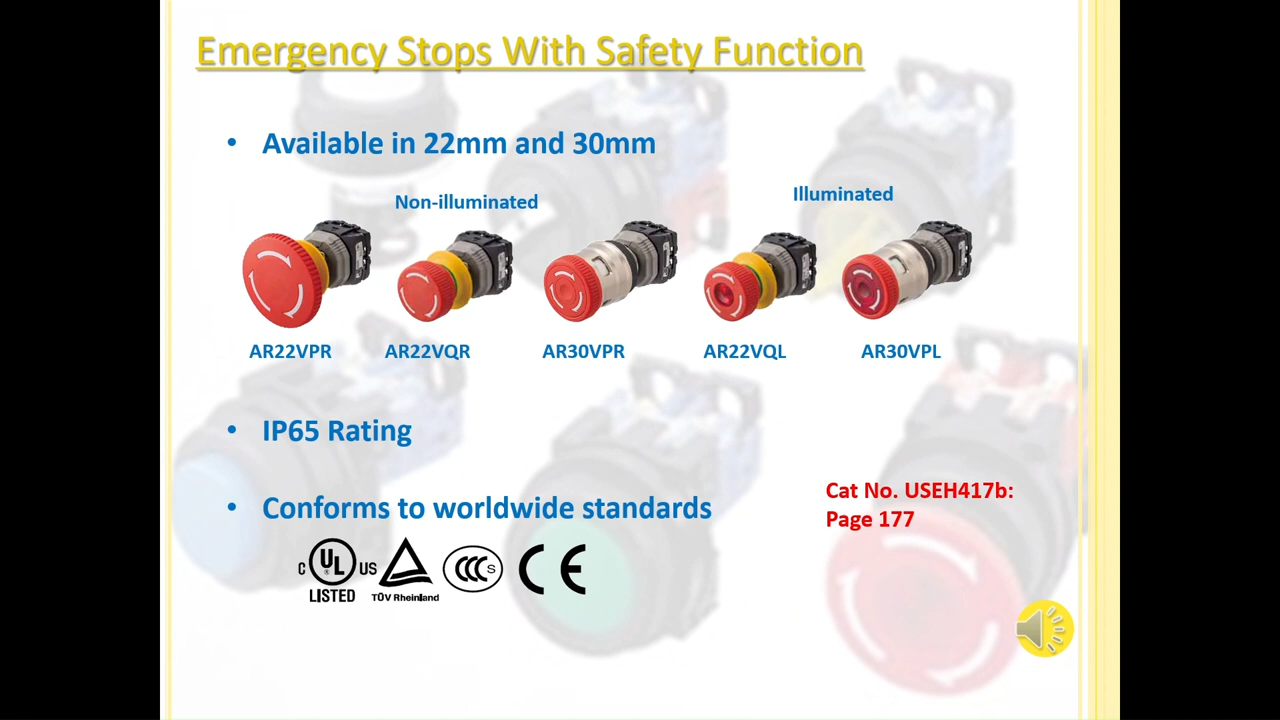 Emergency Stops With Safety Function
• Available in 22mm and 30mm
Non-illuminated
Illuminated
AR22VPR AR22VQR AR30VPR AR22VQL AR30VPL
• IP65 Rating
• Conforms to worldwide standards
Cat No. USEH417b:
Page 177
C UL ® US
LISTED
TÜV Rheinland
CCC S
CE